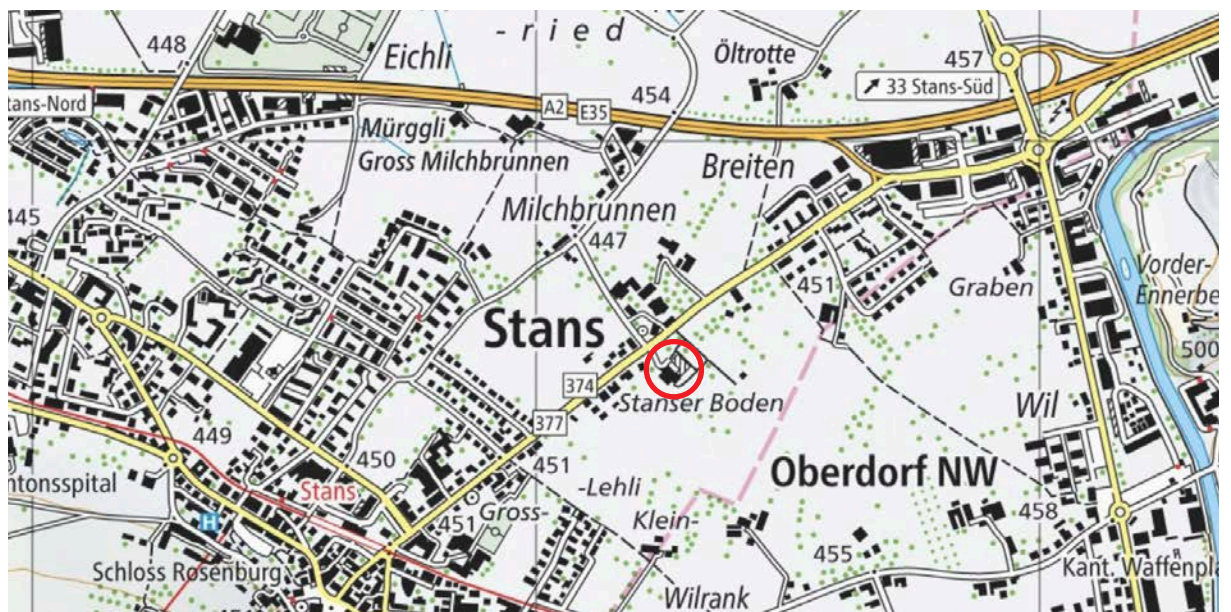 448
Eichli
- r i e d
Öltrotte
457
33 Stans-Süd
tans-Nord
A2
E35
454
Mürggli
Gross Milchbrunnen
Breiten
Milchbrunnen
447
445
451
Graben
Vorder-
Ennerbe
Stans
500
374
Stanser Boden
377
Wil
449
450
451
Oberdorf NW
ntonsspital
Stans
-Lehli
H
451
Gross-
Klein-
458
455
Schloss Rosenburg
Kant. Waffenpla
Wilrank